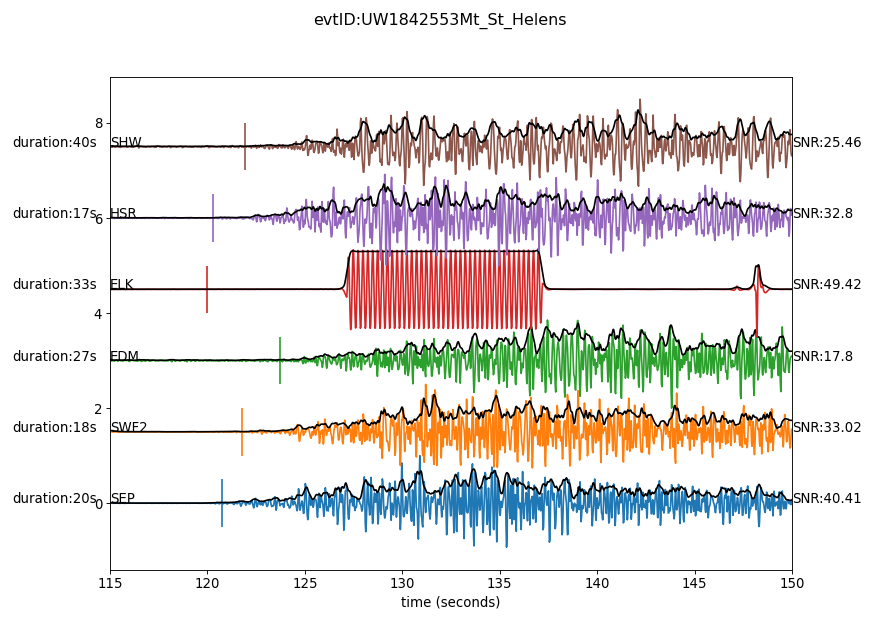 evtID:UW1842553Mt_St_Helens
8
duration:40s SHW SNR:25.46
duration:17s HSR SNR:32.8
6
duration:33s ELK SNR:49.42
4
duration:27s EDM SNR:17.8
2
duration:18s SWF2 SNR:33.02
duration:20s SEP SNR:40.41
0
115 120 125 130 135 140 145 150
time (seconds)